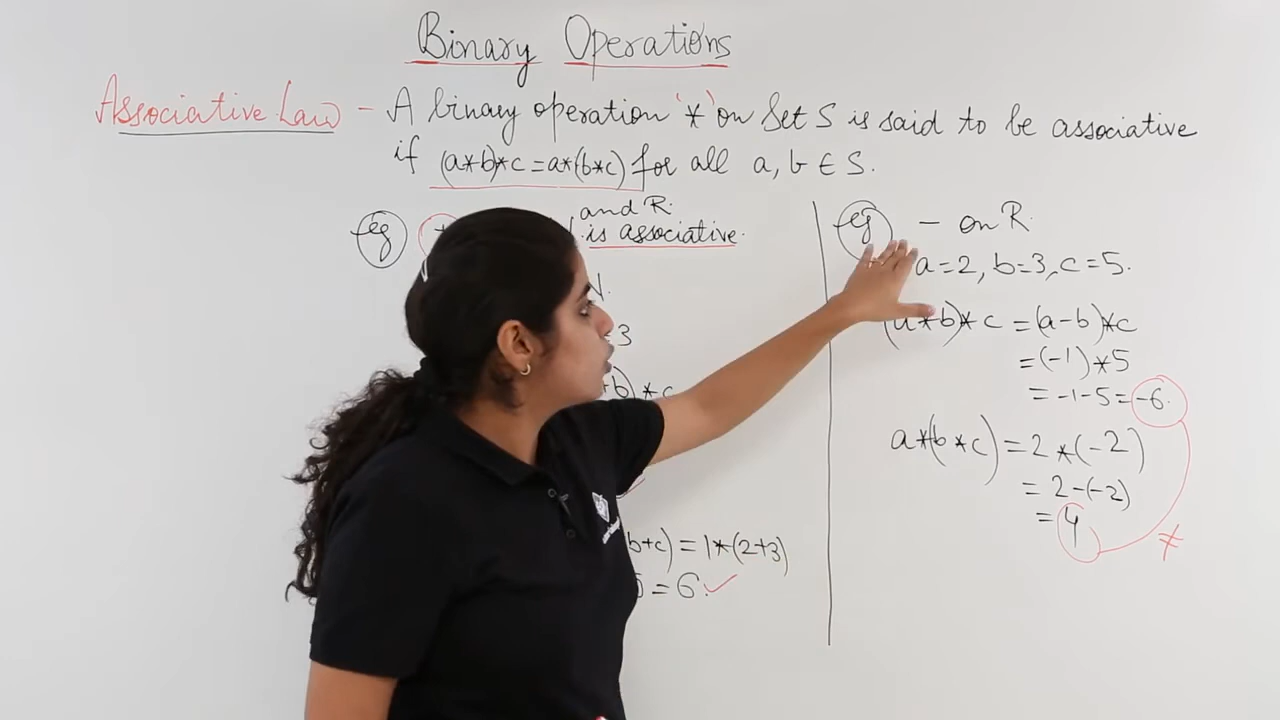 Binary Operations
Associative Law - A binary operation '*' on Set S is said to be associative
if (a*b)*c=a*(b*c) for all a, b ∈ S.
and R.
eg is associative.
3
b)*c
b+c) = 1*(2+3)
= 6.
eg - on R.
a=2, b=3, c=5.
(a*b)*c = (a-b)*c
= (-1)*5
= -1-5 = -6.
a*(b*c) = 2*(-2)
= 2-(-2)
= 4
≠